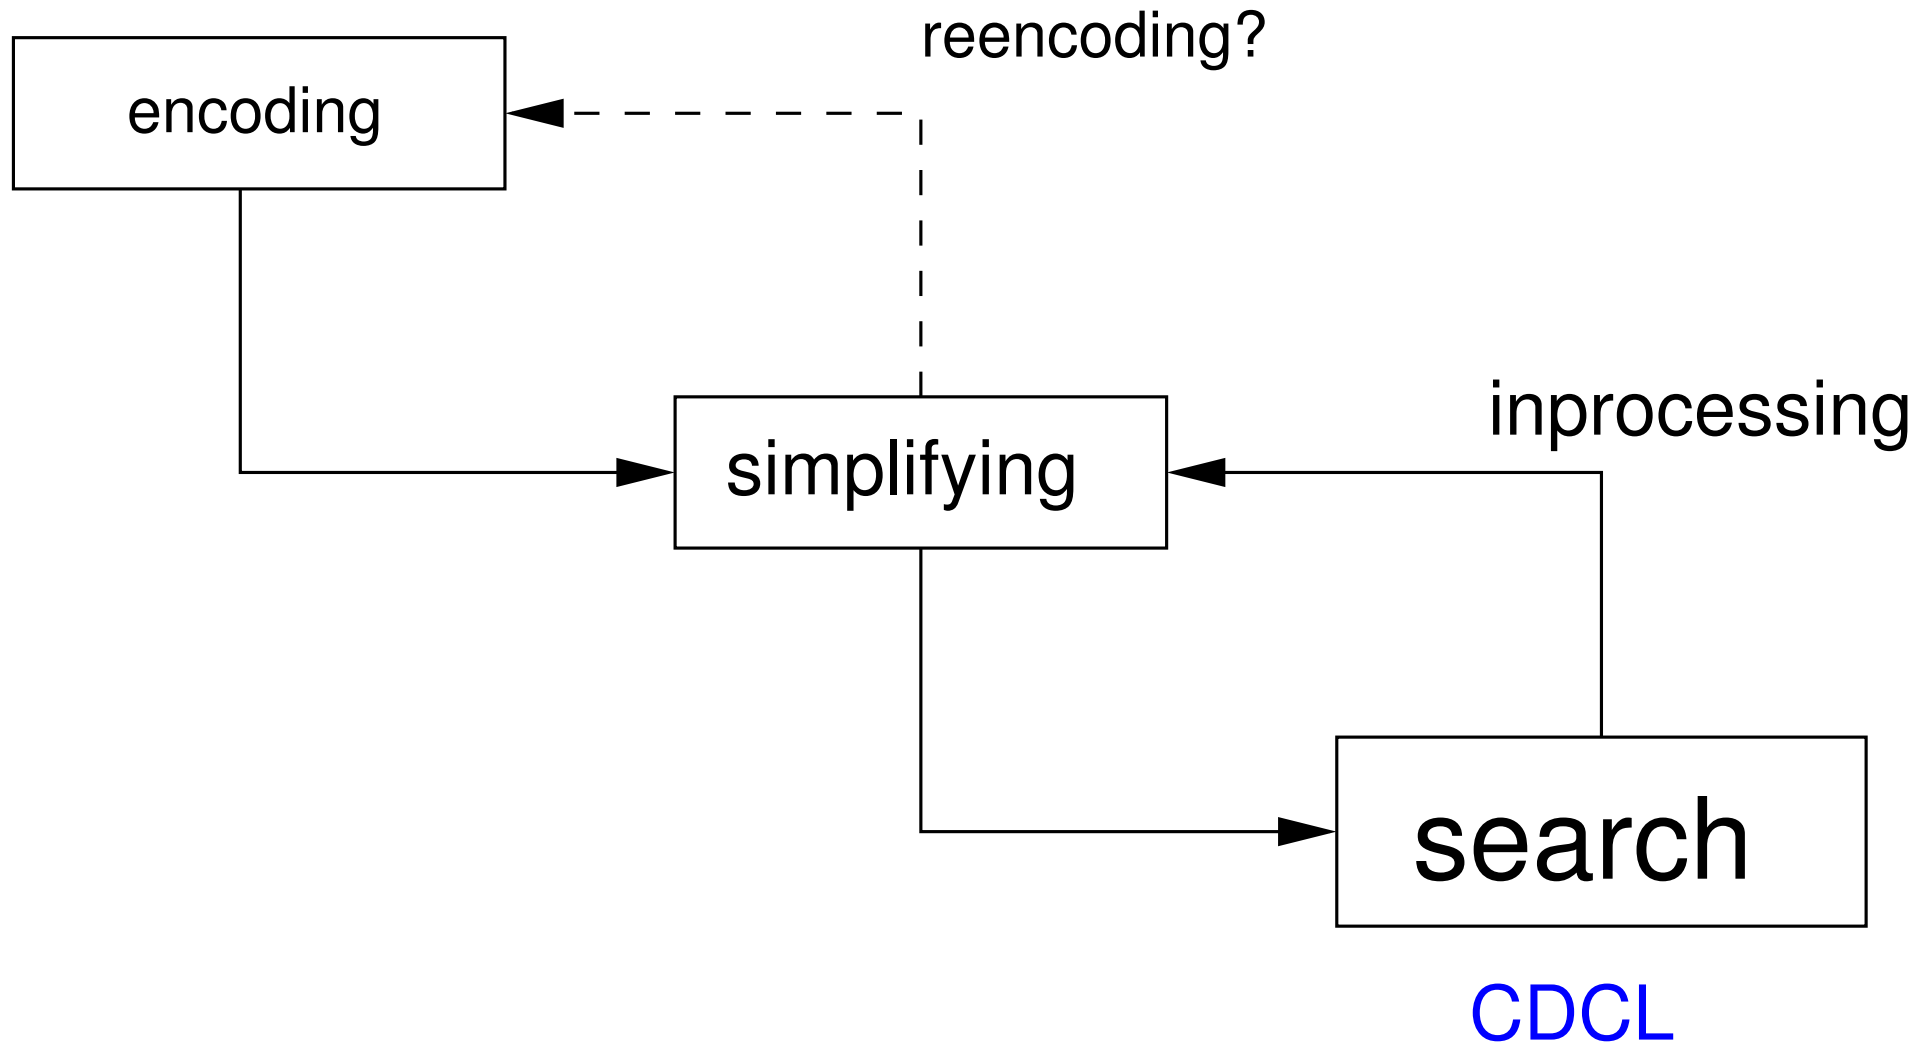 reencoding?
encoding
inprocessing
simplifying
search
CDCL